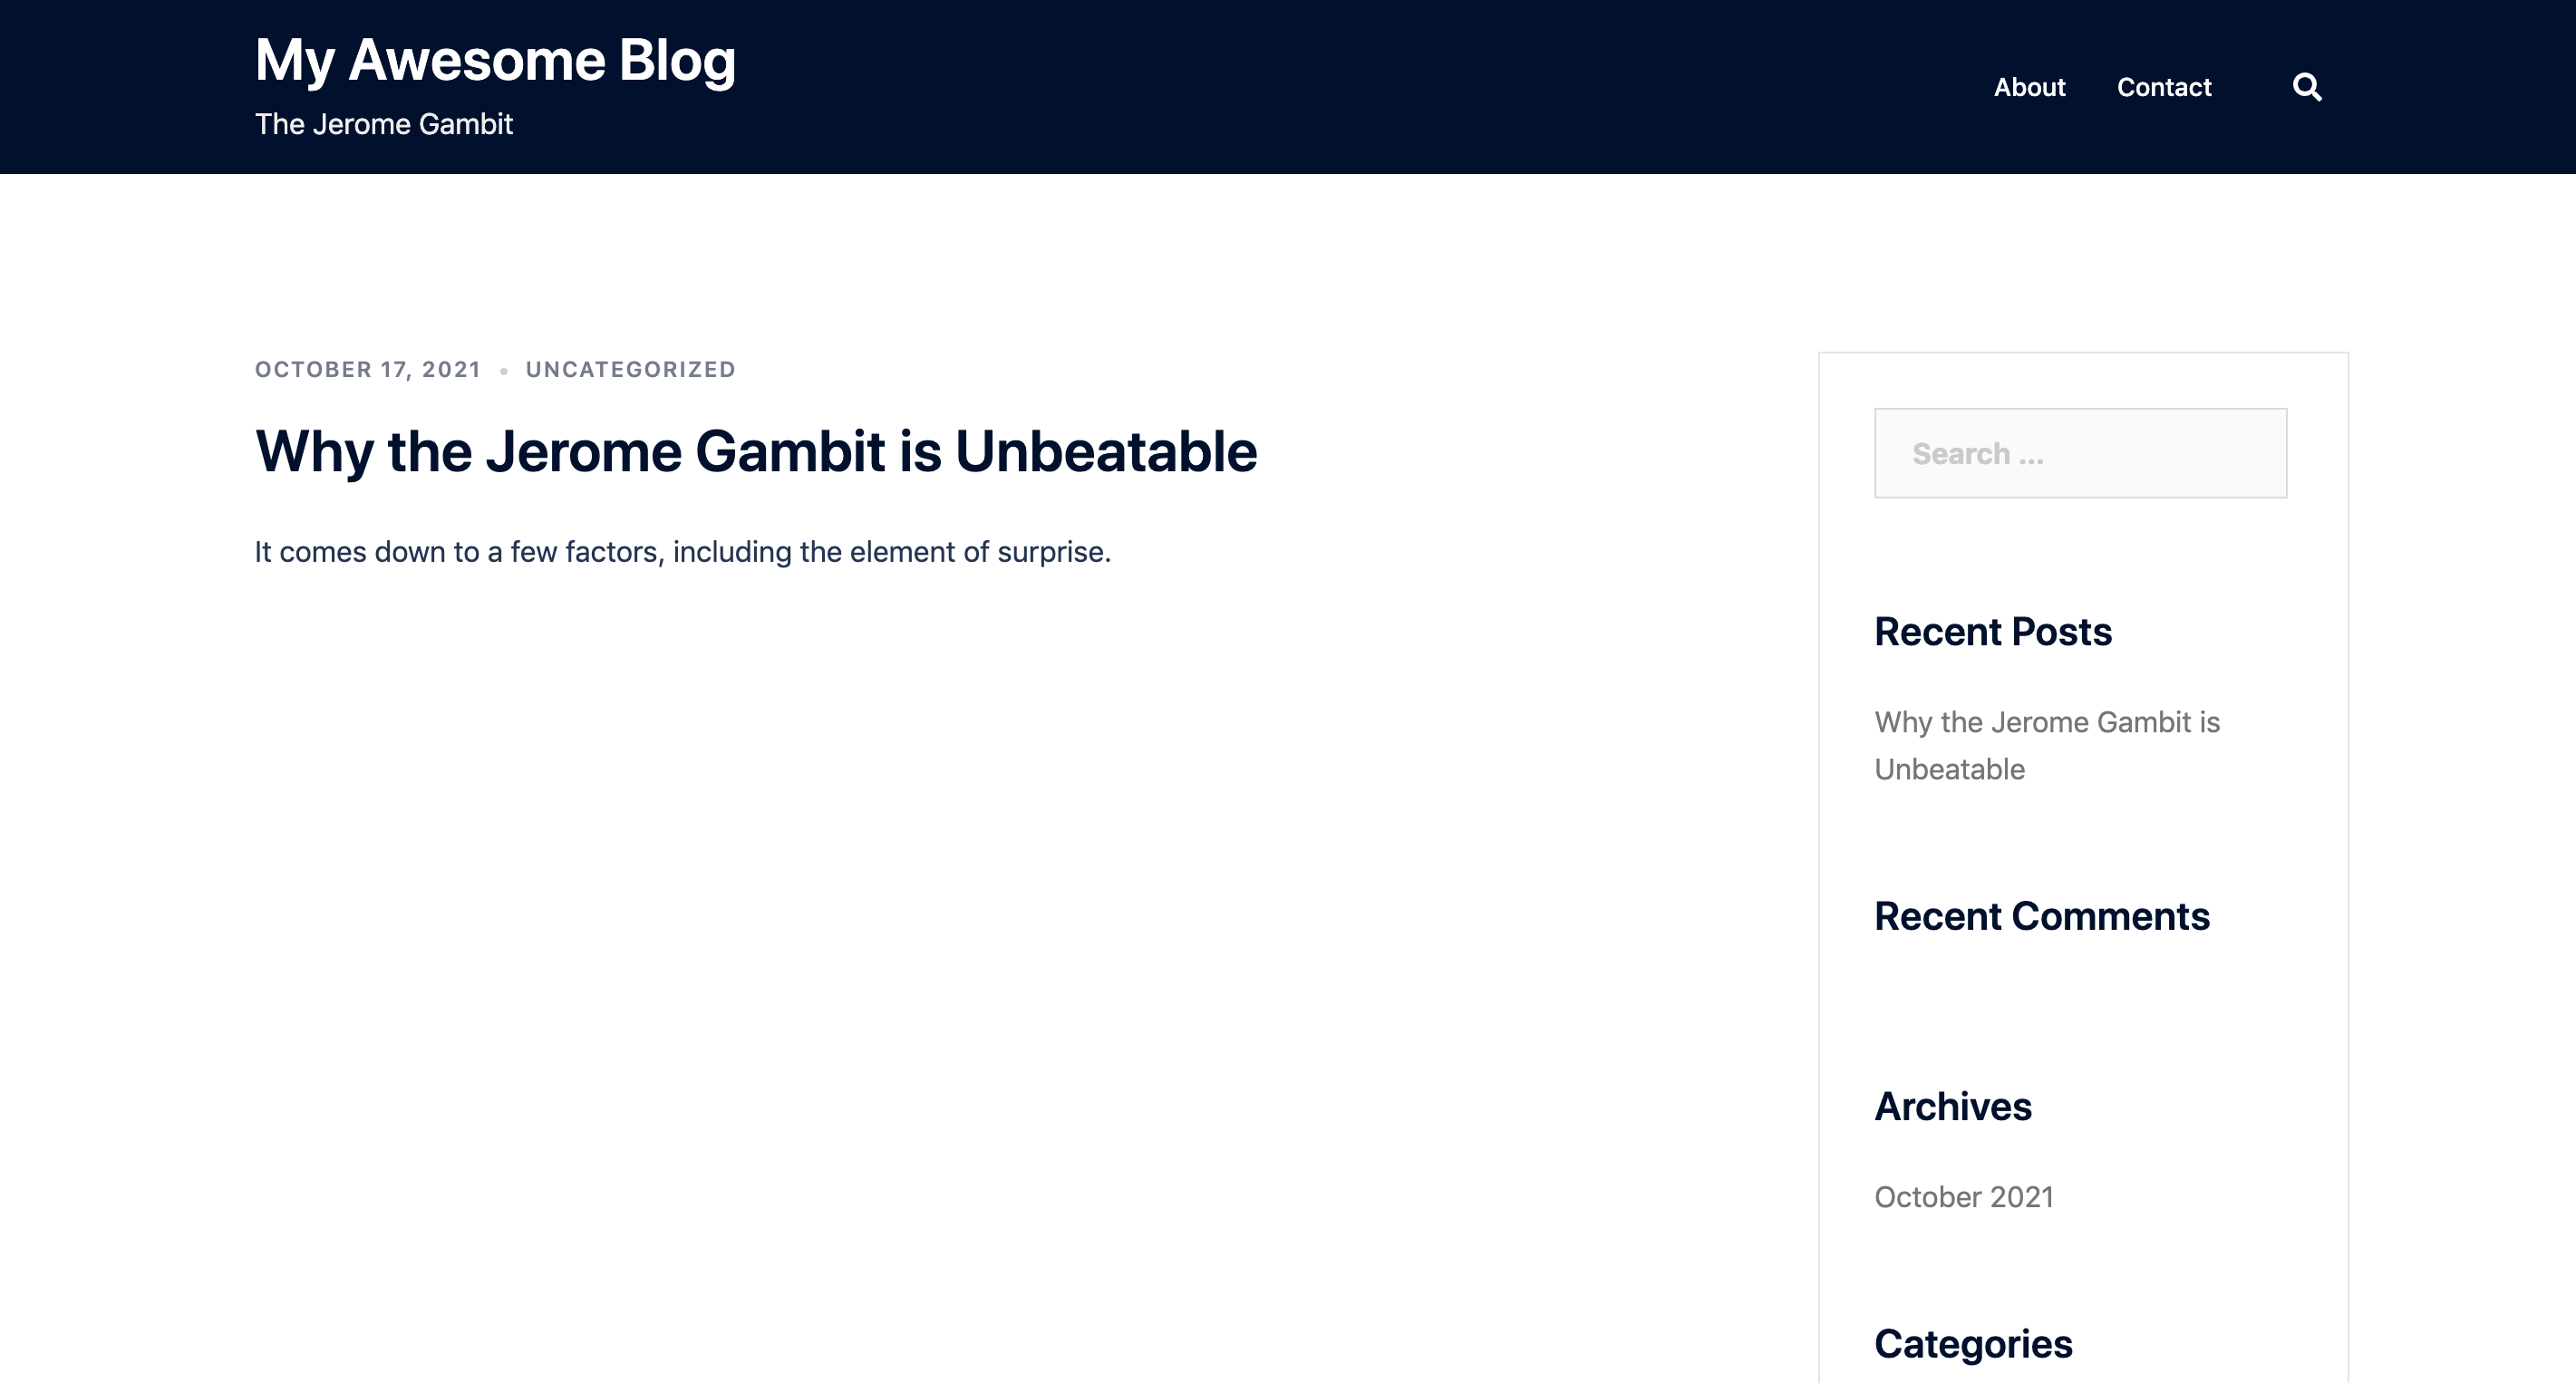 My Awesome Blog
The Jerome Gambit
About
Contact
OCTOBER 17, 2021 • UNCATEGORIZED
Why the Jerome Gambit is Unbeatable
It comes down to a few factors, including the element of surprise.
Search ...
Recent Posts
Why the Jerome Gambit is
Unbeatable
Recent Comments
Archives
October 2021
Categories